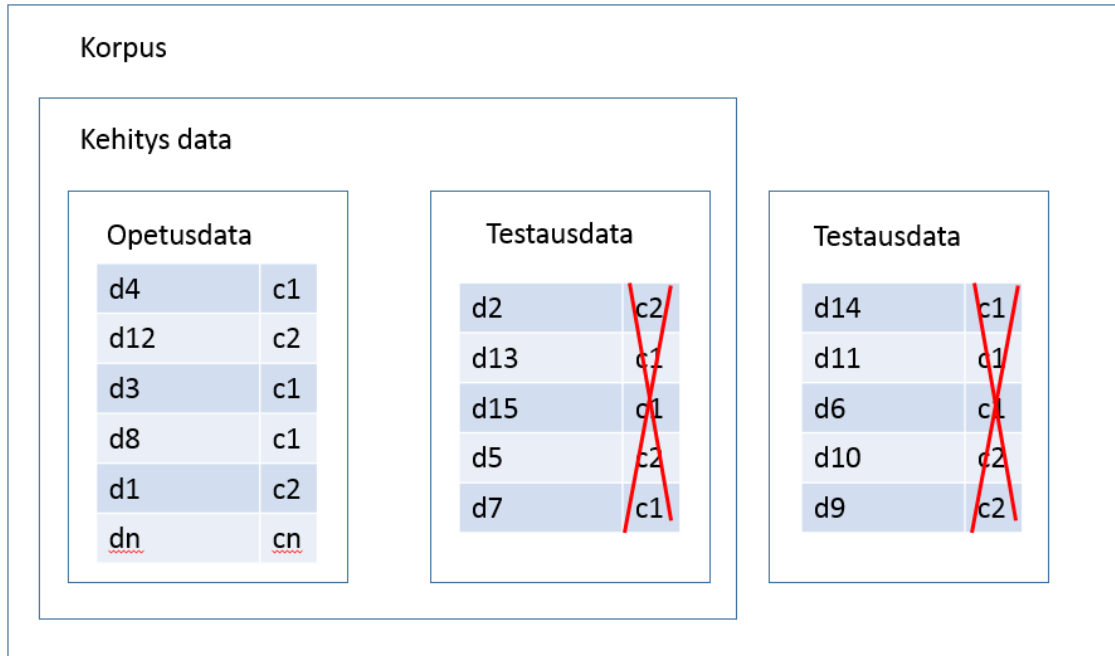 Korpus
Kehitys data
Opetusdata
d4 c1
d12 c2
d3 c1
d8 c1
d1 c2
dn cn
Testausdata
d2 c2
d13 c1
d15 c1
d5 c2
d7 c1
Testausdata
d14 c1
d11 c1
d6 c1
d10 c2
d9 c2